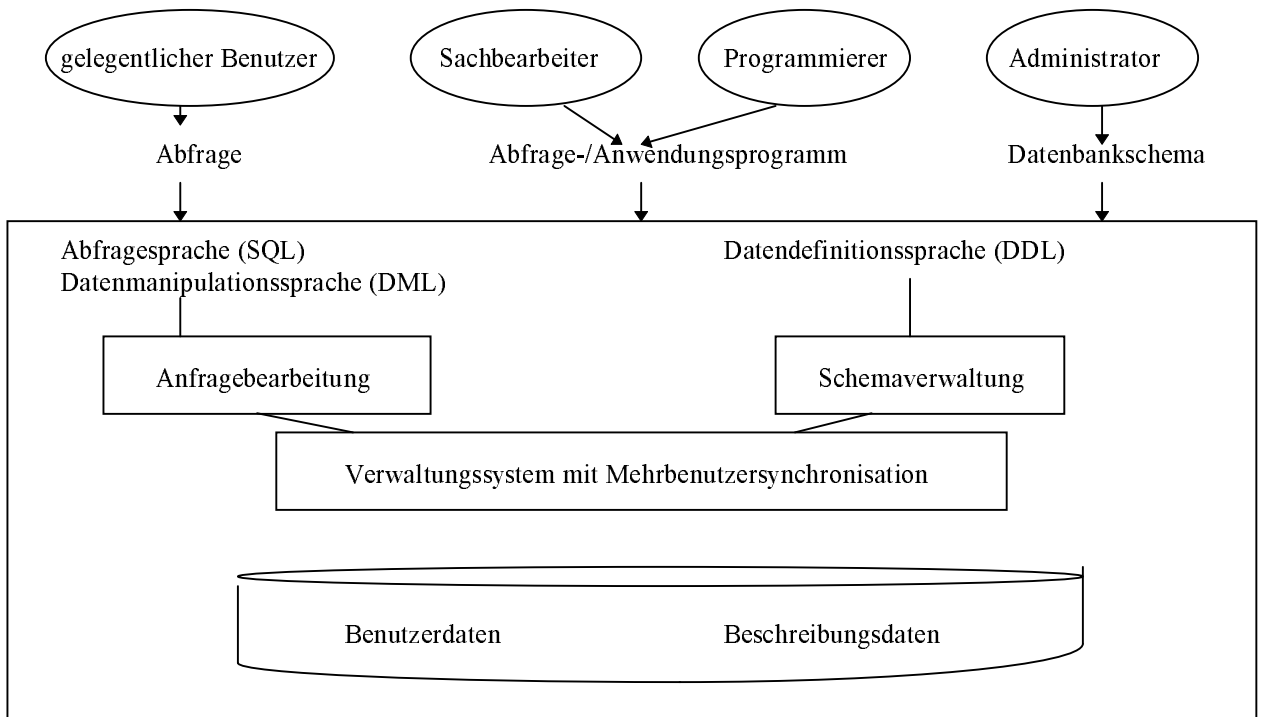 gelegentlicher Benutzer
Sachbearbeiter
Programmierer
Administrator
Abfrage
Abfrage-/Anwendungsprogramm
Datenbankschema
Abfragesprache (SQL)
Datenmanipulationssprache (DML)
Datendefinitionssprache (DDL)
Anfragebearbeitung
Schemaverwaltung
Verwaltungssystem mit Mehrbenutzersynchronisation
Benutzerdaten
Beschreibungsdaten